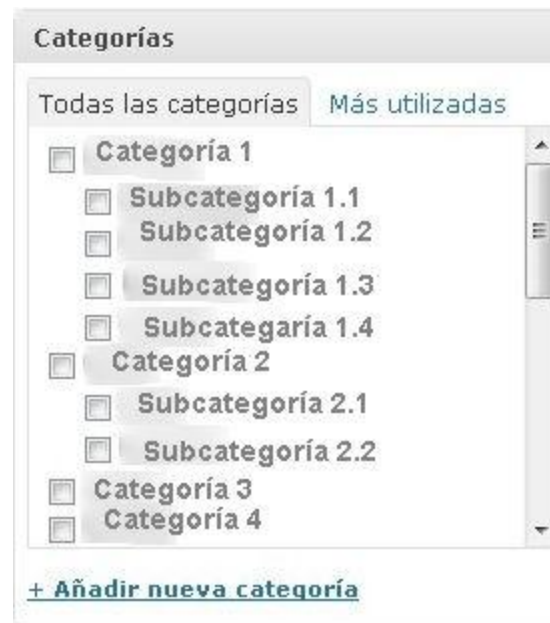 Categorías
Todas las categorías Más utilizadas
Categoría 1
Subcategoría 1.1
Subcategoría 1.2
Subcategoría 1.3
Subcategaría 1.4
Categoría 2
Subcategoría 2.1
Subcategoría 2.2
Categoría 3
Categoría 4
+ Añadir nueva categoría